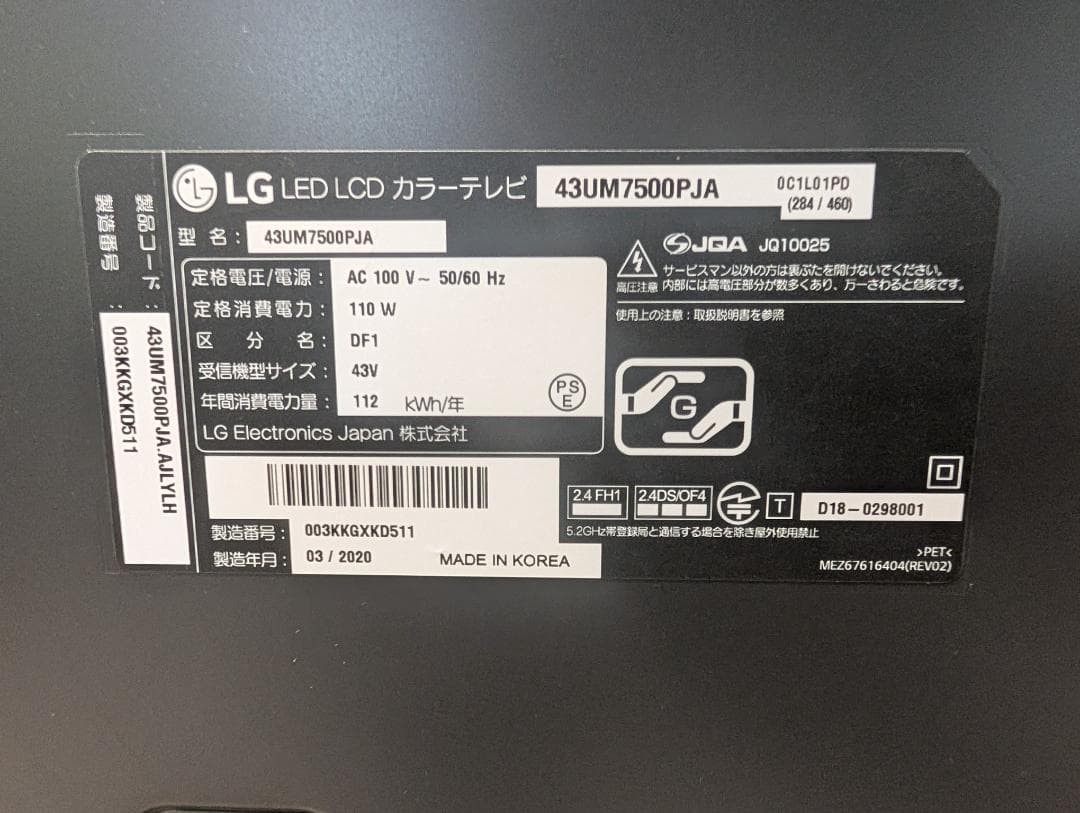 LG LED LCD カラーテレビ 43UM7500PJA 0C1L01PD
(284 / 460)
型 名: 43UM7500PJA
定格電圧/電源: AC 100 V～ 50/60 Hz
定格消費電力: 110 W
区 分 名: DF1
受信機型サイズ: 43V
年間消費電力量: 112 kWh/年
PS
E
LG Electronics Japan 株式会社
製造番号: 003KKGXKD511
製造年月: 03 / 2020 MADE IN KOREA
JQA JQ10025
高圧注意
サービスマン以外の方は裏ぶたを開けないでください。
内部には高電圧部分が数多くあり、万一さわると危険です。
使用上の注意:取扱説明書を参照
G
2.4 FH1 2.4DS/OF4 T D18-0298001
5.2GHz帯登録局と通信する場合を除き屋外使用禁止
>PET<
MEZ67616404(REV02)
製品コード: 43UM7500PJA.AJLYLH
製造番号: 003KKGXKD511